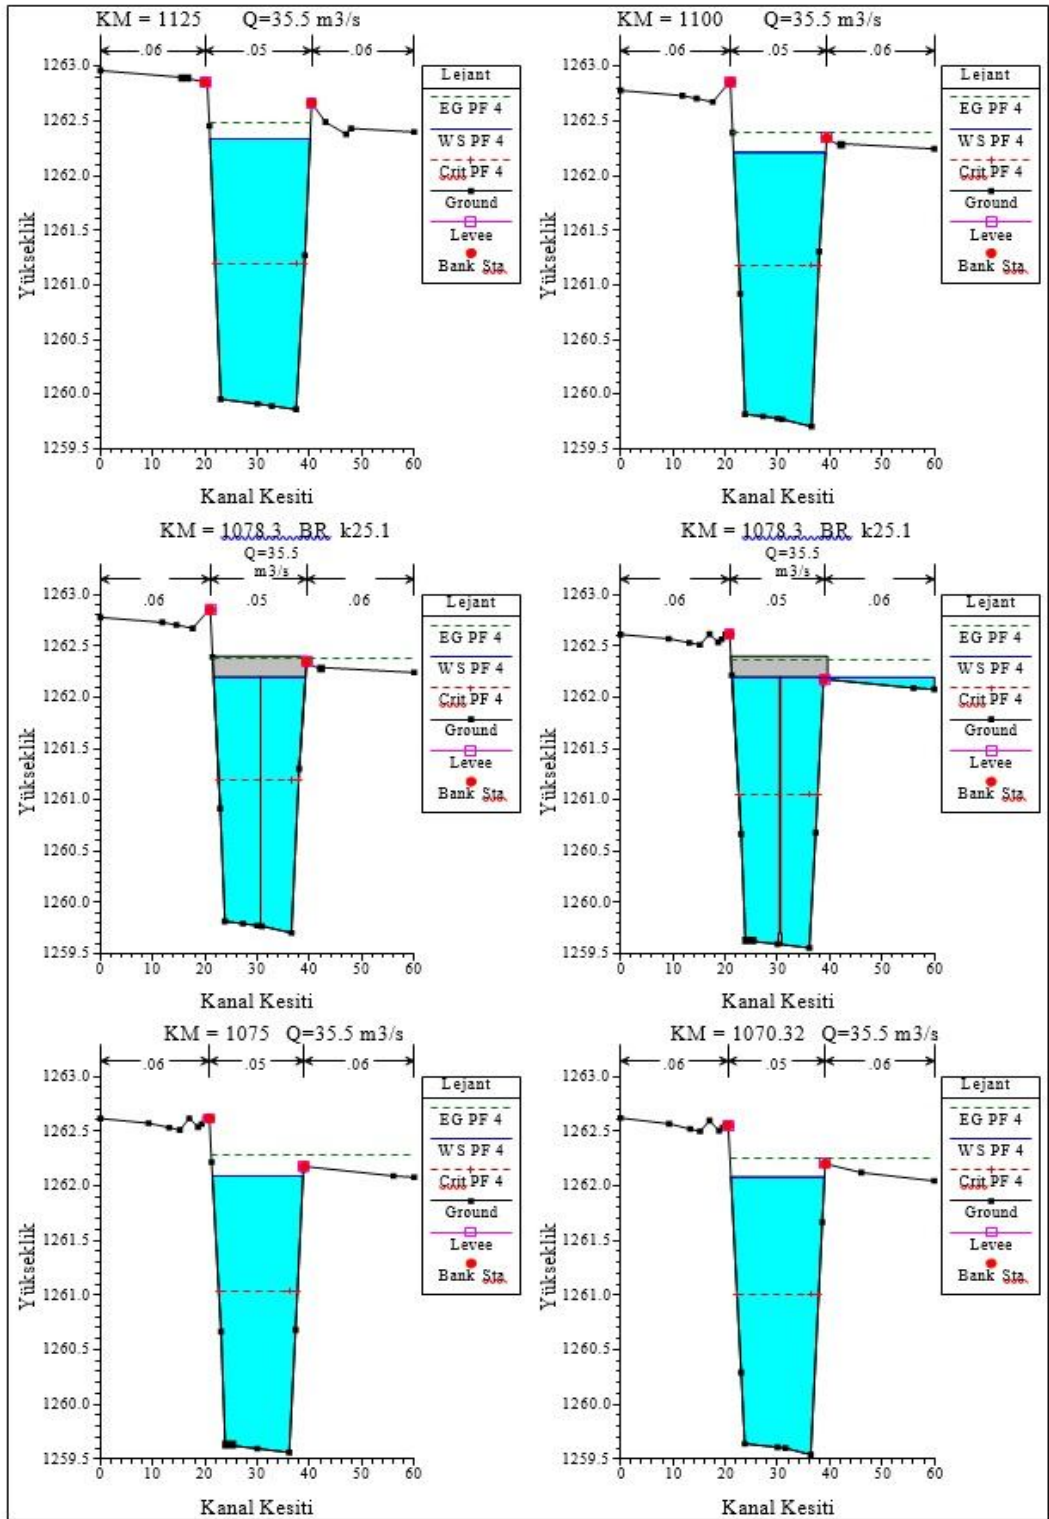 KM = 1125 Q=35.5 m3/s
.06 .05 .06
1263.0
1262.5
1262.0
1261.5
1261.0
1260.5
1260.0
1259.5
Yükseklik
0 20 30 40 50 60
Kanal Kesiti
Lejant
EG PF 4
WS PF 4
Crit PF 4
Ground
Levee
Bank Sta
KM = 1100 Q=35.5 m3/s
.06 .05 .06
1263.0
1262.5
1262.0
1261.5
1261.0
1260.5
1260.0
1259.5
Yükseklik
0 10 20 30 40 50 60
Kanal Kesiti
Lejant
EG PF 4
WS PF 4
Crit PF 4
Ground
Levee
Bank Sta
KM = 1078.3 BR k25.1
Q=35.5
m3/s
.06 .05 .06
1263.0
1262.5
1262.0
1261.5
1261.0
1260.5
1260.0
1259.5
Yükseklik
0 10 20 30 40 50 60
Kanal Kesiti
Lejant
EG PF 4
WS PF 4
Crit PF 4
Ground
Levee
Bank Sta
KM = 1078.3 BR k25.1
Q=35.5
m3/s
.06 .05 .06
1263.0
1262.5
1262.0
1261.5
1261.0
1260.5
1260.0
1259.5
Yükseklik
0 10 20 30 40 50 60
Kanal Kesiti
Lejant
EG PF 4
WS PF 4
Crit PF 4
Ground
Levee
Bank Sta
KM = 1075 Q=35.5 m3/s
.06 .05 .06
1263.0
1262.5
1262.0
1261.5
1261.0
1260.5
1260.0
1259.5
Yükseklik
0 10 20 30 40 50 60
Kanal Kesiti
Lejant
EG PF 4
WS PF 4
Crit PF 4
Ground
Levee
Bank Sta
KM = 1070.32 Q=35.5 m3/s
.06 .05 .06
1263.0
1262.5
1262.0
1261.5
1261.0
1260.5
1260.0
1259.5
Yükseklik
0 10 20 30 40 50 60
Kanal Kesiti
Lejant
EG PF 4
WS PF 4
Crit PF 4
Ground
Levee
Bank Sta